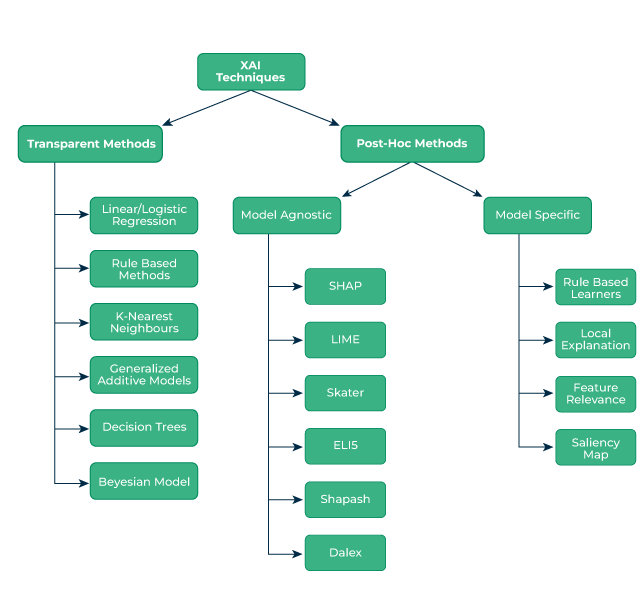 XAI
Techniques
Transparent Methods
Post-Hoc Methods
Linear/Logistic
Regression
Rule Based
Methods
K-Nearest
Neighbours
Generalized
Additive Models
Decision Trees
Beyesian Model
Model Agnostic
SHAP
LIME
Skater
ELI5
Shapash
Dalex
Model Specific
Rule Based
Learners
Local
Explanation
Feature
Relevance
Saliency
Map